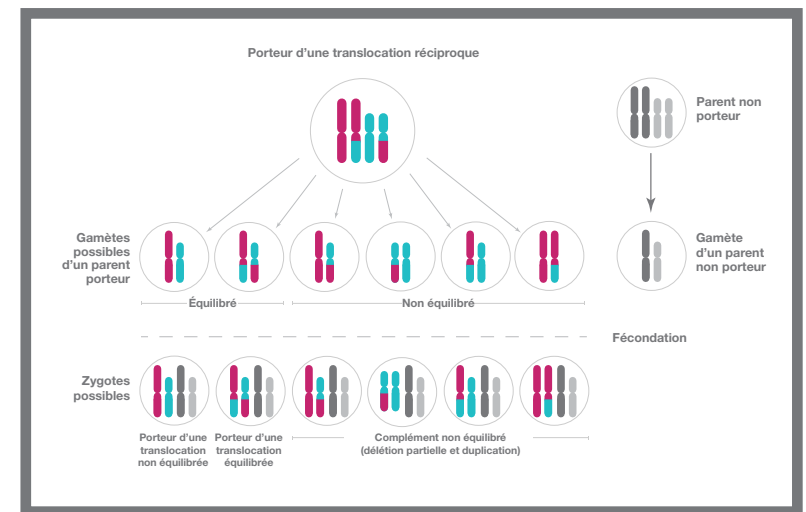 Porteur d'une translocation réciproque
Parent non
porteur
Gamètes
possibles
d'un parent
porteur
Gamète
d'un parent
non porteur
Équilibré
Non équilibré
Fécondation
Zygotes
possibles
Porteur d'une
translocation
non équilibrée
Porteur d'une
translocation
équilibrée
Complément non équilibré
(délétion partielle et duplication)